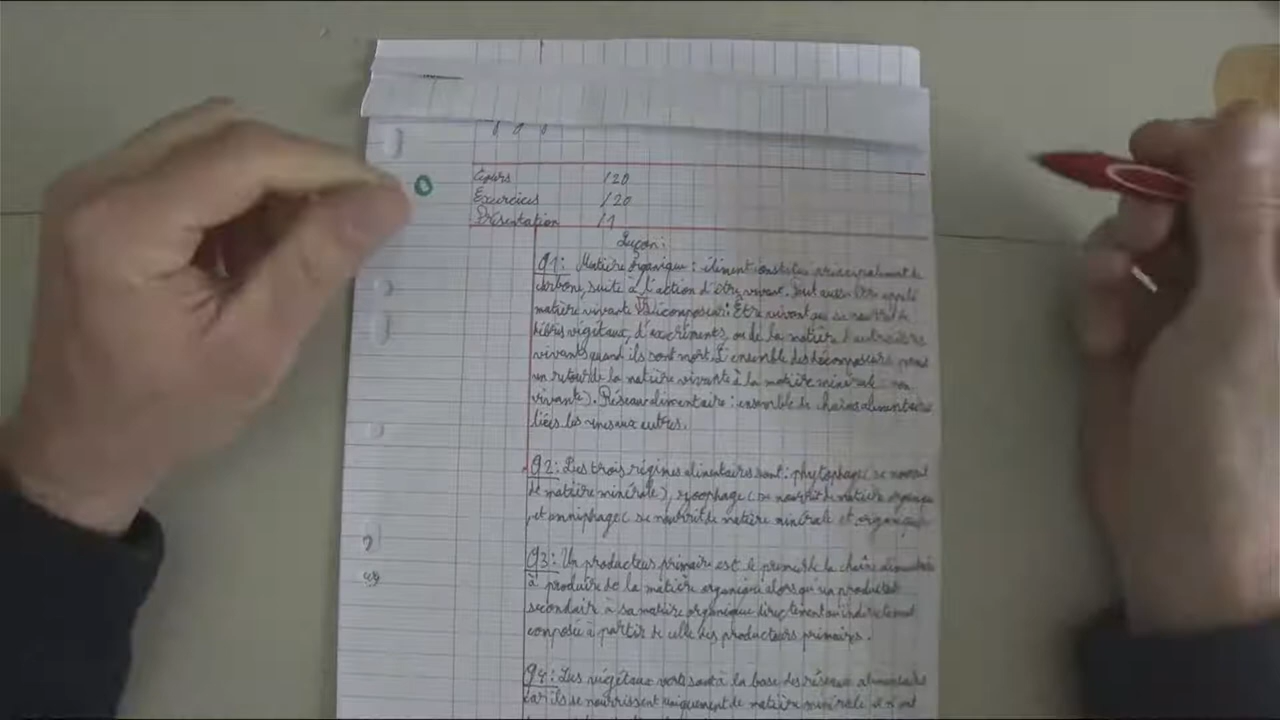 Cours /20
Exercices /20
Présentation /1
Leçon:
Q1: Matière organique: élément constitué principalement de
carbone, suite à l'action d'être vivant. Peut aussi être appelé
matière vivante Décomposeur: Être vivant qui se nourrit de
débris végétaux, d'excréments, ou de la matière d'autres êtres
vivants quand ils sont mort L'ensemble des décomposeurs
un retour de la matière vivante à la matière minérale non
vivante). Réseau alimentaire: ensemble de chaînes alimentaire
liées les unes aux autres.
Q2: Les trois régimes alimentaires sont: phytophage (se nourrit
de matière minérale), zoophage (se nourrit de matière organique
, et omniphage (se nourrit de matière minérale et organique
Q3: Un producteur primaire est le premier de la chaîne alimentaire
à produire de la matière organique alors qu'un producteur
secondaire à sa matière organique directement ou indirectement
composée à partir de celle des producteurs primaires.
Q4: Les végétaux verts sont à la base des réseaux alimentaires
car ils se nourrissent uniquement de matière minérale